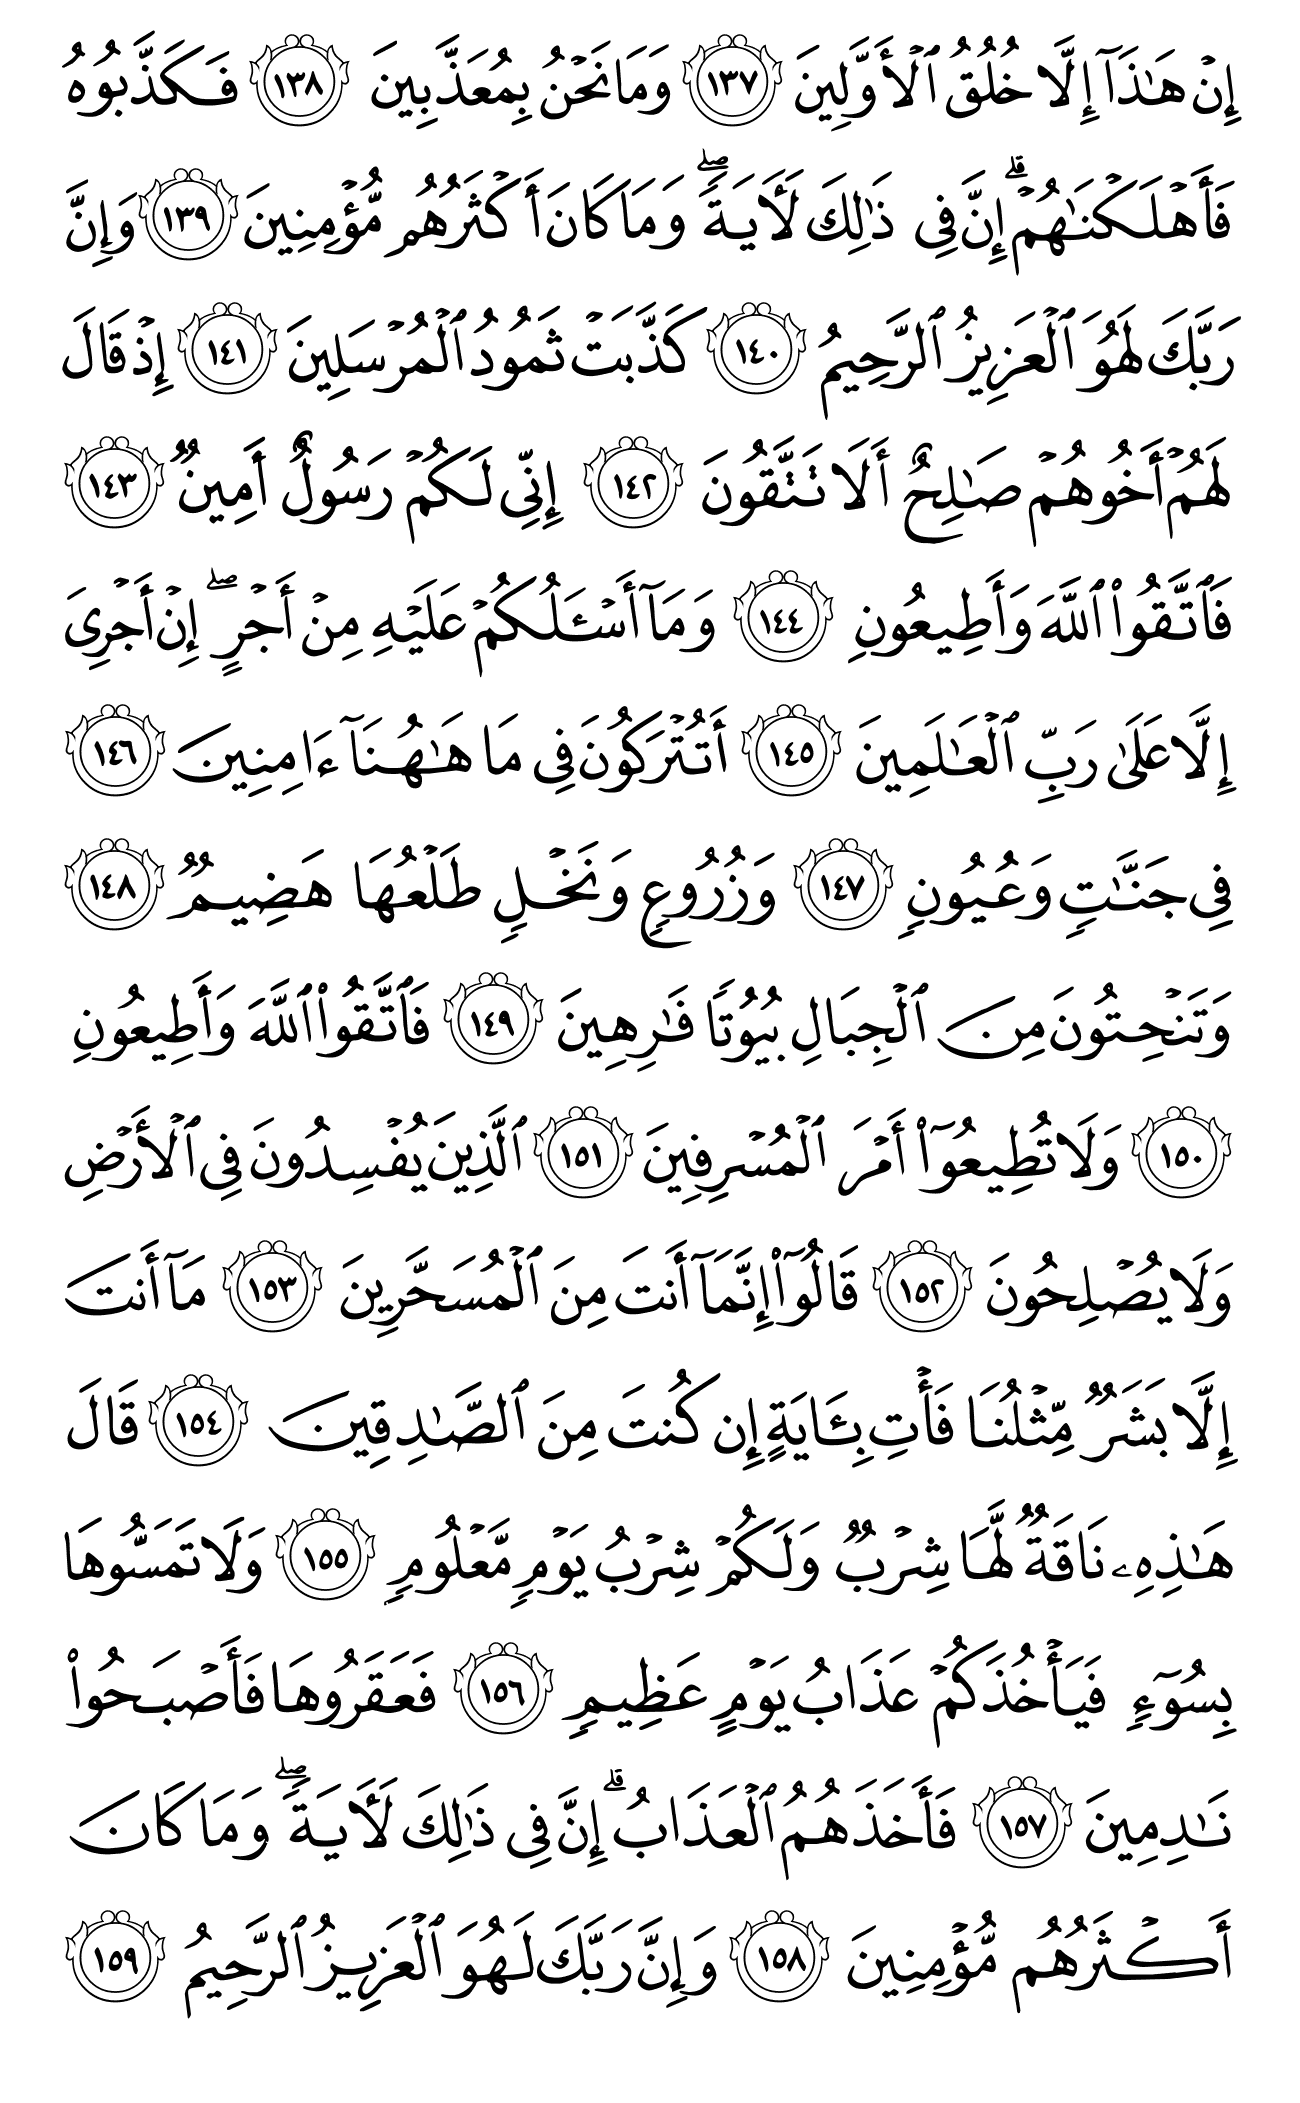 إِنْ هَـٰذَآ إِلَّا خُلُقُ ٱلْأَوَّلِينَ ١٣٧ وَمَا نَحْنُ بِمُعَذَّبِينَ ١٣٨ فَكَذَّبُوهُ
فَأَهْلَكْنَـٰهُمْ ۗ إِنَّ فِى ذَٰلِكَ لَـَٔايَةً ۖ وَمَا كَانَ أَكْثَرُهُم مُّؤْمِنِينَ ١٣٩ وَإِنَّ
رَبَّكَ لَهُوَ ٱلْعَزِيزُ ٱلرَّحِيمُ ١٤٠ كَذَّبَتْ ثَمُودُ ٱلْمُرْسَلِينَ ١٤١ إِذْ قَالَ
لَهُمْ أَخُوهُمْ صَـٰلِحٌ أَلَا تَتَّقُونَ ١٤٢ إِنِّى لَكُمْ رَسُولٌ أَمِينٌ ١٤٣
فَٱتَّقُوا۟ ٱللَّهَ وَأَطِيعُونِ ١٤٤ وَمَآ أَسْـَٔلُكُمْ عَلَيْهِ مِنْ أَجْرٍ ۖ إِنْ أَجْرِىَ
إِلَّا عَلَىٰ رَبِّ ٱلْعَـٰلَمِينَ ١٤٥ أَتُتْرَكُونَ فِى مَا هَـٰهُنَآ ءَامِنِينَ ١٤٦
فِى جَنَّـٰتٍ وَعُيُونٍ ١٤٧ وَزُرُوعٍ وَنَخْلٍ طَلْعُهَا هَضِيمٌ ١٤٨
وَتَنْحِتُونَ مِنَ ٱلْجِبَالِ بُيُوتًا فَـٰرِهِينَ ١٤٩ فَٱتَّقُوا۟ ٱللَّهَ وَأَطِيعُونِ
١٥٠ وَلَا تُطِيعُوٓا۟ أَمْرَ ٱلْمُسْرِفِينَ ١٥١ ٱلَّذِينَ يُفْسِدُونَ فِى ٱلْأَرْضِ
وَلَا يُصْلِحُونَ ١٥٢ قَالُوٓا۟ إِنَّمَآ أَنتَ مِنَ ٱلْمُسَحَّرِينَ ١٥٣ مَآ أَنتَ
إِلَّا بَشَرٌ مِّثْلُنَا فَأْتِ بِـَٔايَةٍ إِن كُنتَ مِنَ ٱلصَّـٰدِقِينَ ١٥٤ قَالَ
هَـٰذِهِۦ نَاقَةٌ لَّهَا شِرْبٌ وَلَكُمْ شِرْبُ يَوْمٍ مَّعْلُومٍ ١٥٥ وَلَا تَمَسُّوهَا
بِسُوٓءٍ فَيَأْخُذَكُمْ عَذَابُ يَوْمٍ عَظِيمٍ ١٥٦ فَعَقَرُوهَا فَأَصْبَحُوا۟
نَـٰدِمِينَ ١٥٧ فَأَخَذَهُمُ ٱلْعَذَابُ ۗ إِنَّ فِى ذَٰلِكَ لَـَٔايَةً ۖ وَمَا كَانَ
أَكْثَرُهُم مُّؤْمِنِينَ ١٥٨ وَإِنَّ رَبَّكَ لَهُوَ ٱلْعَزِيزُ ٱلرَّحِيمُ ١٥٩